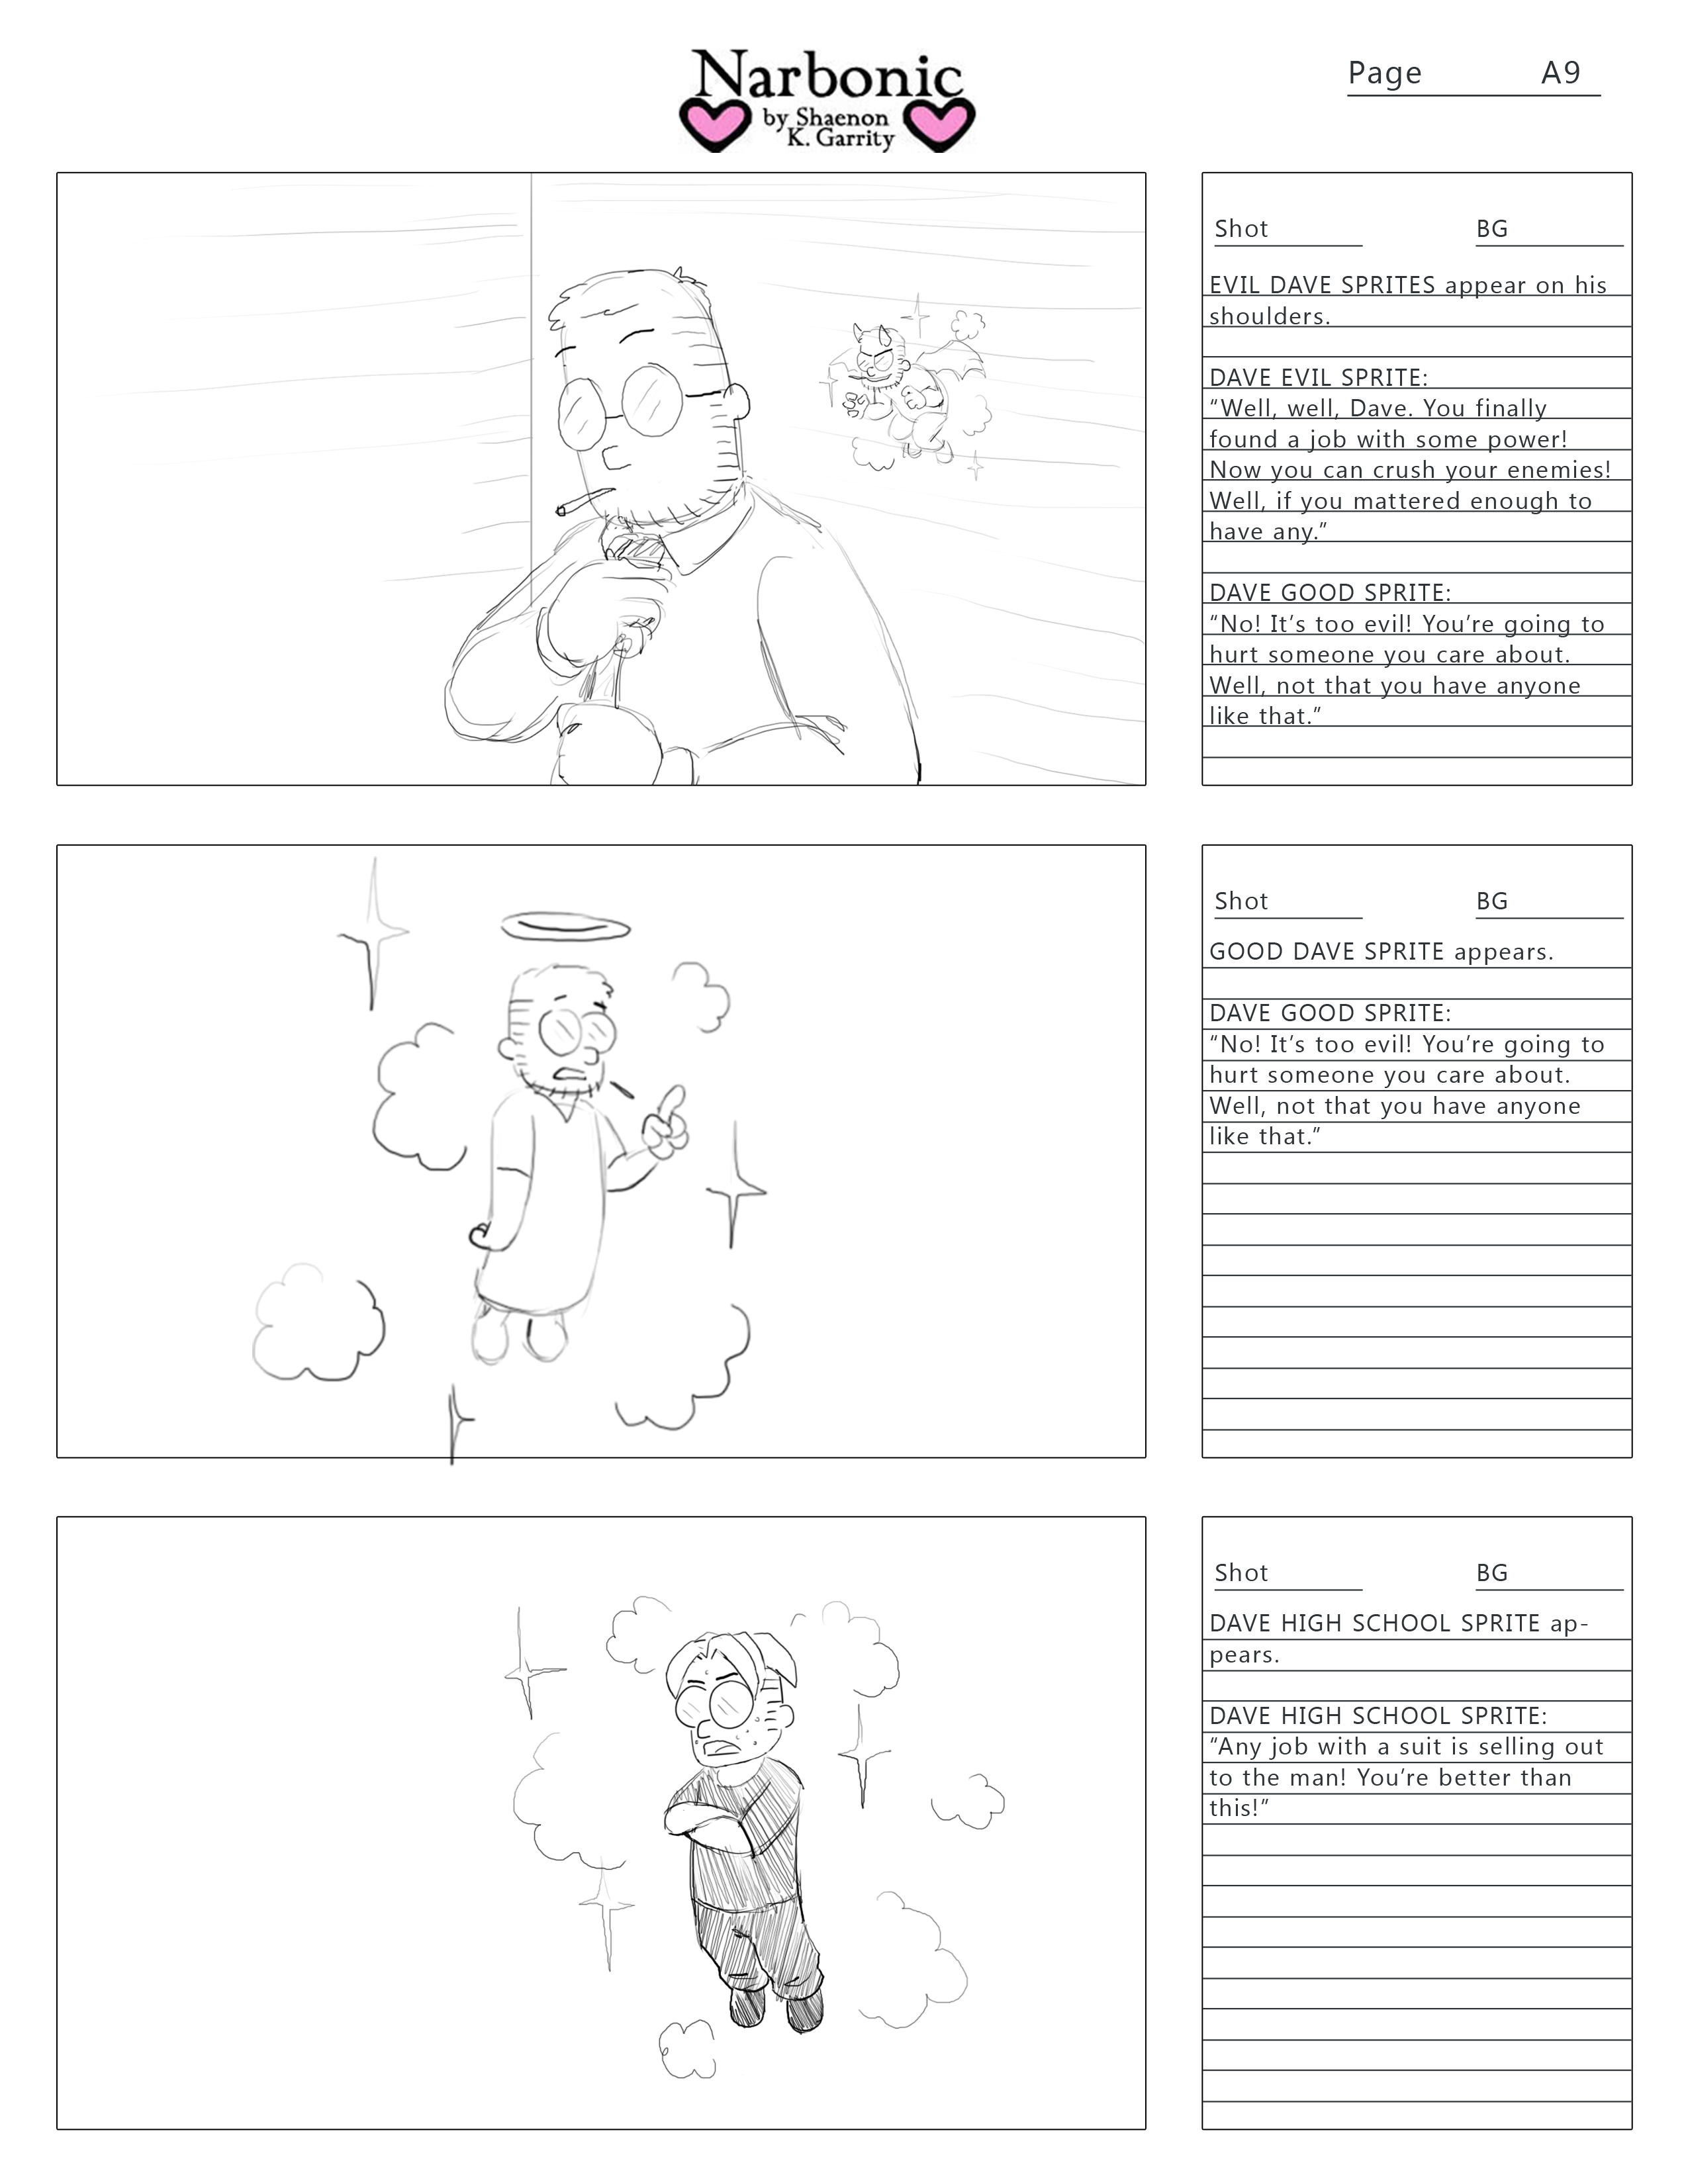 Narbonic
by Shaenon
K. Garrity
Page A9
Shot BG
EVIL DAVE SPRITES appear on his
shoulders.
DAVE EVIL SPRITE:
“Well, well, Dave. You finally
found a job with some power!
Now you can crush your enemies!
Well, if you mattered enough to
have any.”
DAVE GOOD SPRITE:
“No! It’s too evil! You’re going to
hurt someone you care about.
Well, not that you have anyone
like that.”
Shot BG
GOOD DAVE SPRITE appears.
DAVE GOOD SPRITE:
“No! It’s too evil! You’re going to
hurt someone you care about.
Well, not that you have anyone
like that.”
Shot BG
DAVE HIGH SCHOOL SPRITE ap-
pears.
DAVE HIGH SCHOOL SPRITE:
“Any job with a suit is selling out
to the man! You’re better than
this!”